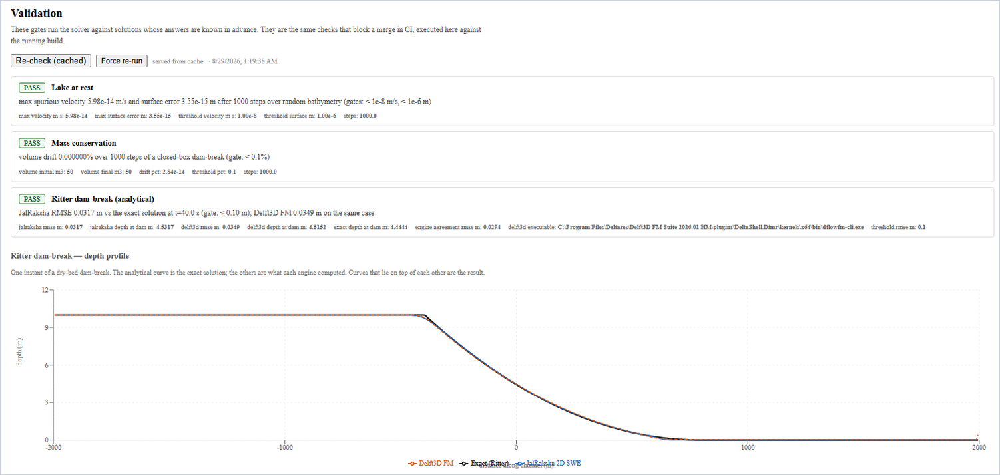 Validation
These gates run the solver against solutions whose answers are known in advance. They are the same checks that block a merge in CI, executed here against
the running build.
Re-check (cached) Force re-run served from cache · 8/29/2026, 1:19:38 AM
PASS Lake at rest
max spurious velocity 5.98e-14 m/s and surface error 3.55e-15 m after 1000 steps over random bathymetry (gates: < 1e-8 m/s, < 1e-6 m)
max velocity m s: 5.98e-14 max surface error m: 3.55e-15 threshold velocity m s: 1.00e-8 threshold surface m: 1.00e-6 steps: 1000.0
PASS Mass conservation
volume drift 0.000000% over 1000 steps of a closed-box dam-break (gate: < 0.1%)
volume initial m3: 50 volume final m3: 50 drift pct: 2.84e-14 threshold pct: 0.1 steps: 1000.0
PASS Ritter dam-break (analytical)
JalRaksha RMSE 0.0317 m vs the exact solution at t=40.0 s (gate: < 0.10 m); Delft3D FM 0.0349 m on the same case
jalraksha rmse m: 0.0317 jalraksha depth at dam m: 4.5317 delft3d rmse m: 0.0349 delft3d depth at dam m: 4.5152 exact depth at dam m: 4.4444 engine agreement rmse m: 0.0294 delft3d executable: C:\Program Files\Deltares\Delft3D FM Suite 2026.01 HM\plugins\DeltaShell.Dimr\kernels\x64\bin\dflowfm-cli.exe threshold rmse m: 0.1
Ritter dam-break — depth profile
One instant of a dry-bed dam-break. The analytical curve is the exact solution; the others are what each engine computed. Curves that lie on top of each other are the result.
12
9
depth (m)
6
3
0
-2000 -1000 0 1000 2000
Delft3D FM Exact (Ritter) JalRaksha 2D SWE
distance along channel (m)